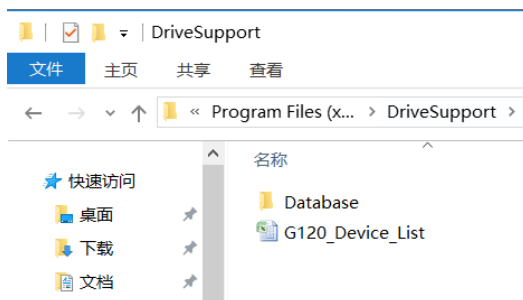 DriveSupport
文件 主页 共享 查看
« Program Files (x... > DriveSupport >
名称
快速访问
Database
桌面
G120_Device_List
下载
文档